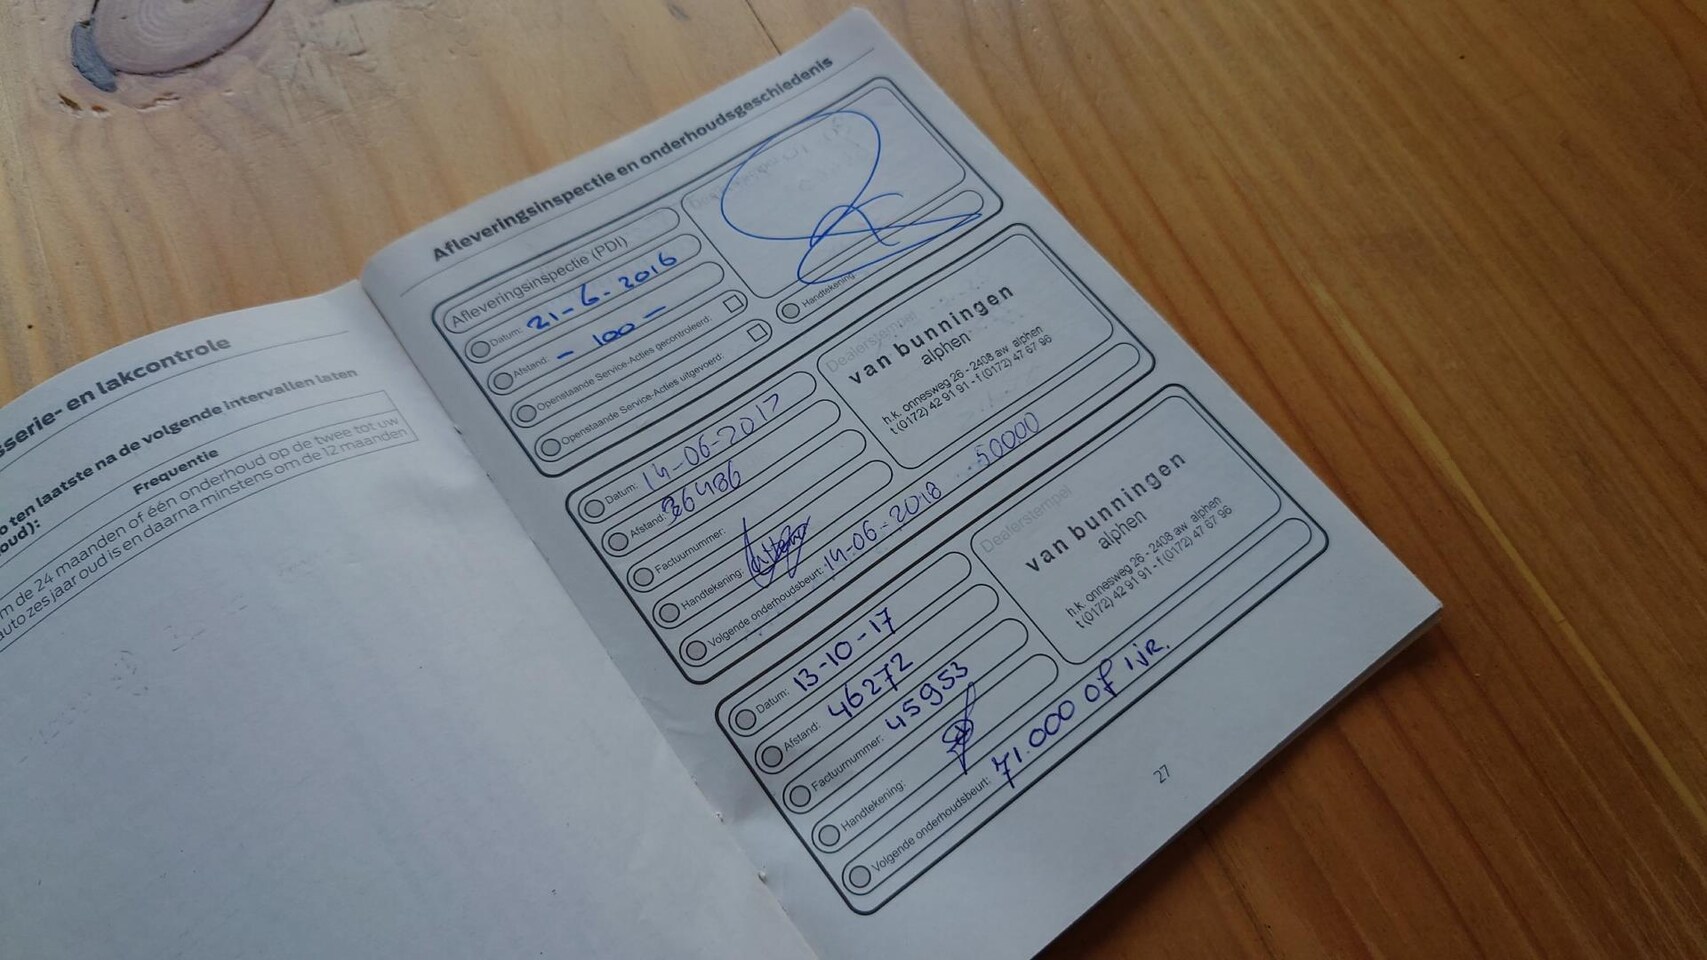 sserie- en lakcontrole
o ten laatste na de volgende intervallen laten
oud):
Frequentie
m de 24 maanden of één onderhoud op de twee tot uw
auto zes jaar oud is en daarna minstens om de 12 maanden
Afleveringsinspectie en onderhoudsgeschiedenis
Afleveringsinspectie (PDI)
Datum: 21-6-2016
Afstand: - 100 -
Openstaande Service-Acties gecontroleerd:
Openstaande Service-Acties uitgevoerd:
Handtekening:
Datum: 14-06-2017
Afstand: 36486
Factuurnummer:
Handtekening:
Volgende onderhoudsbeurt: 14-06-2018 50000
Dealerstempel
van bunningen
alphen
h.k. onnesweg 26 - 2408 aw alphen
t (0172) 42 91 91 - f (0172) 47 67 96
Datum: 13-10-17
Afstand: 46272
Factuurnummer: 45953
Handtekening:
Volgende onderhoudsbeurt: 71.000 of 1 jr.
Dealerstempel
van bunningen
alphen
h.k. onnesweg 26 - 2408 aw alphen
t (0172) 42 91 91 - f (0172) 47 67 96
27